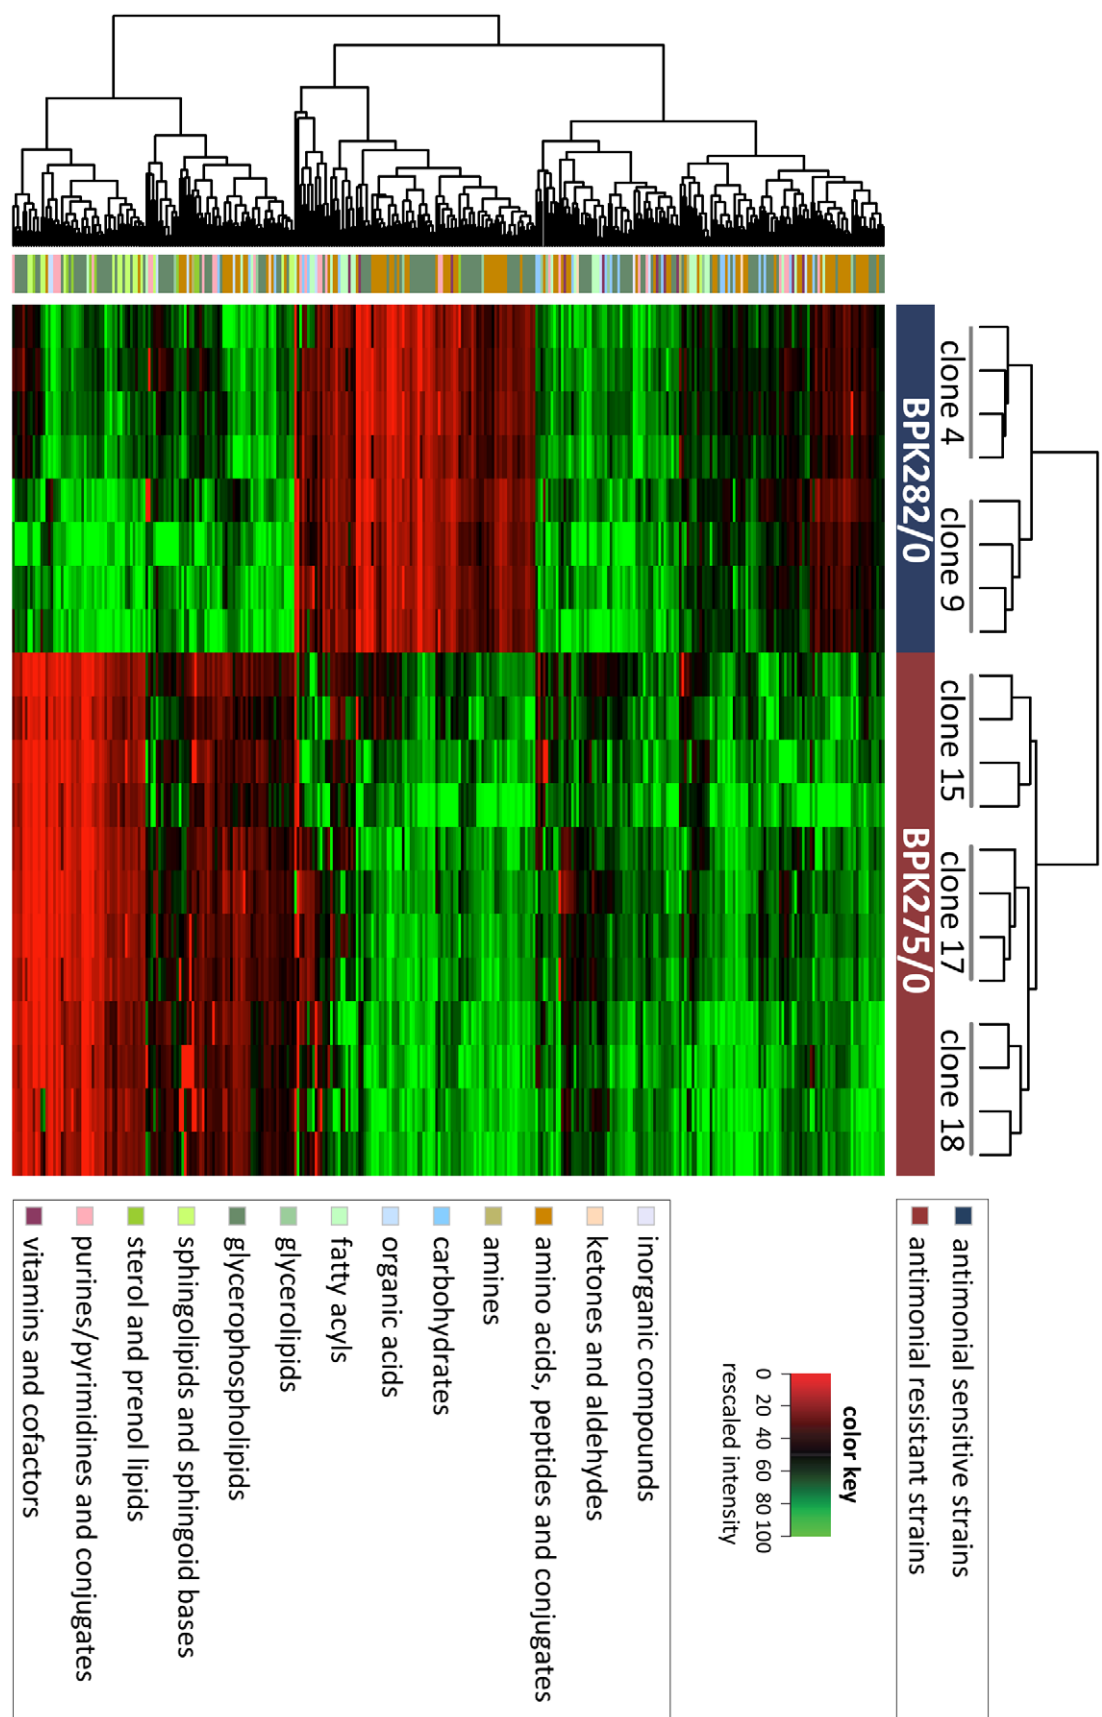 clone 4
clone 9
clone 15
clone 17
clone 18
BPK282/0
BPK275/0
antimonial sensitive strains
antimonial resistant strains
color key
0 20 40 60 80 100
rescaled intensity
inorganic compounds
ketones and aldehydes
amino acids, peptides and conjugates
amines
carbohydrates
organic acids
fatty acyls
glycerolipids
glycerophospholipids
sphingolipids and sphingoid bases
sterol and prenol lipids
purines/pyrimidines and conjugates
vitamins and cofactors